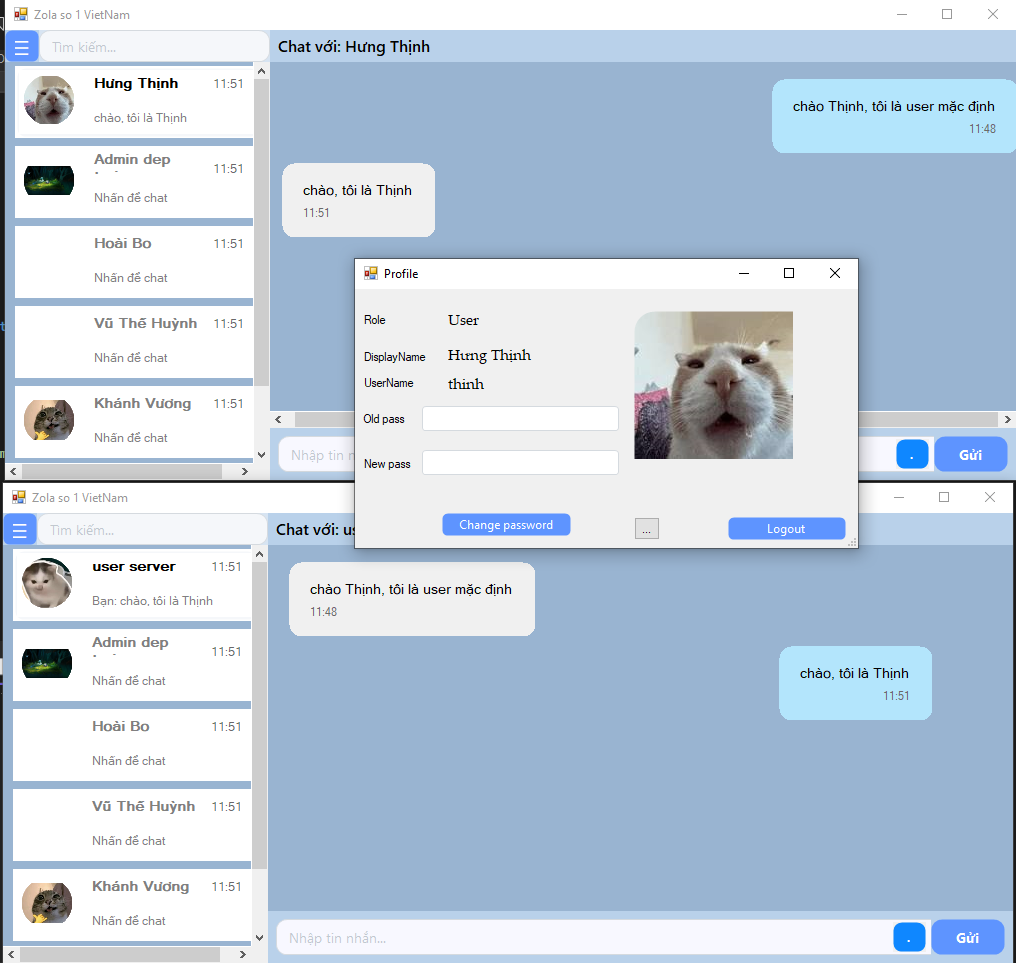 Zola so 1 VietNam
Tìm kiếm...
Chat với: Hưng Thịnh
Hưng Thịnh 11:51
chào, tôi là Thịnh
Admin dep 11:51
Nhấn để chat
Hoài Bo 11:51
Nhấn để chat
Vũ Thế Huỳnh 11:51
Nhấn để chat
Khánh Vương 11:51
Nhấn để chat
chào Thịnh, tôi là user mặc định
11:48
chào, tôi là Thịnh
11:51
Nhập tin n
.
Gửi
Profile
Role User
DisplayName Hưng Thịnh
UserName thinh
Old pass
New pass
Change password
...
Logout
Zola so 1 VietNam
Tìm kiếm...
Chat với: us
user server 11:51
Bạn: chào, tôi là Thịnh
Admin dep 11:51
Nhấn để chat
Hoài Bo 11:51
Nhấn để chat
Vũ Thế Huỳnh 11:51
Nhấn để chat
Khánh Vương 11:51
Nhấn để chat
chào Thịnh, tôi là user mặc định
11:48
chào, tôi là Thịnh
11:51
Nhập tin nhắn...
.
Gửi